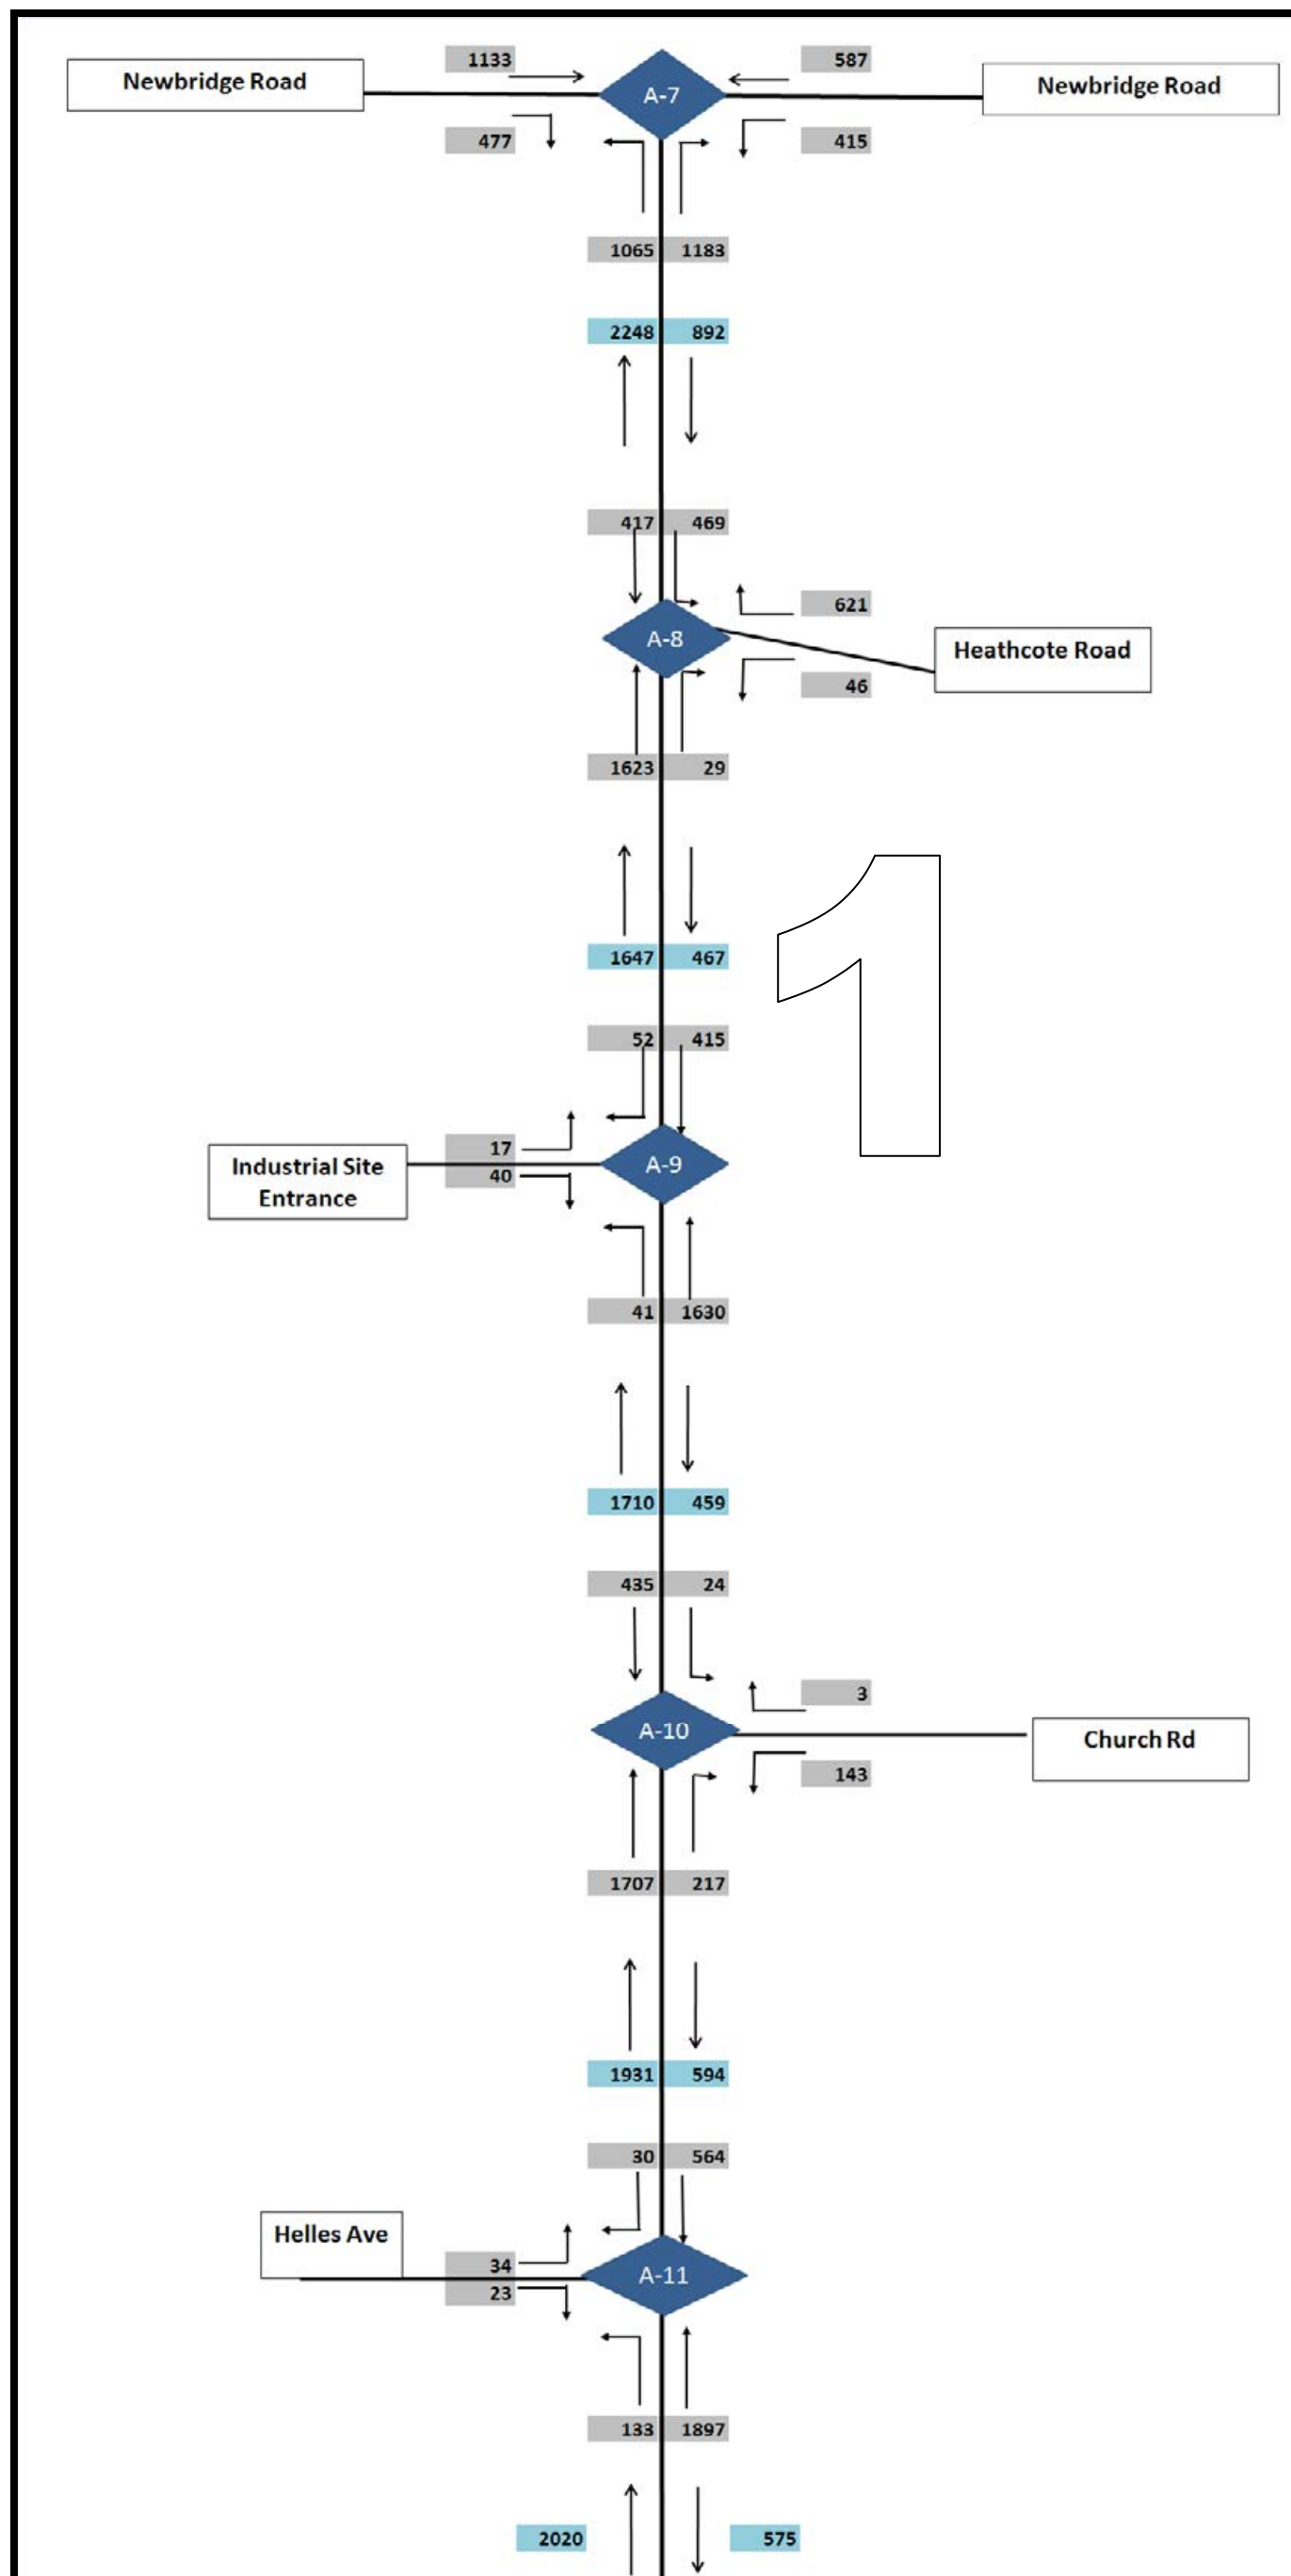 1133
587
Newbridge Road
A-7
Newbridge Road
477
415
1065 1183
2248 892
417 469
621
A-8
Heathcote Road
46
1623 29
1647 467
1
52 415
17
Industrial Site
Entrance
A-9
40
41 1630
1710 459
435 24
3
A-10
Church Rd
143
1707 217
1931 594
30 564
Helles Ave
34
A-11
23
133 1897
2020 575